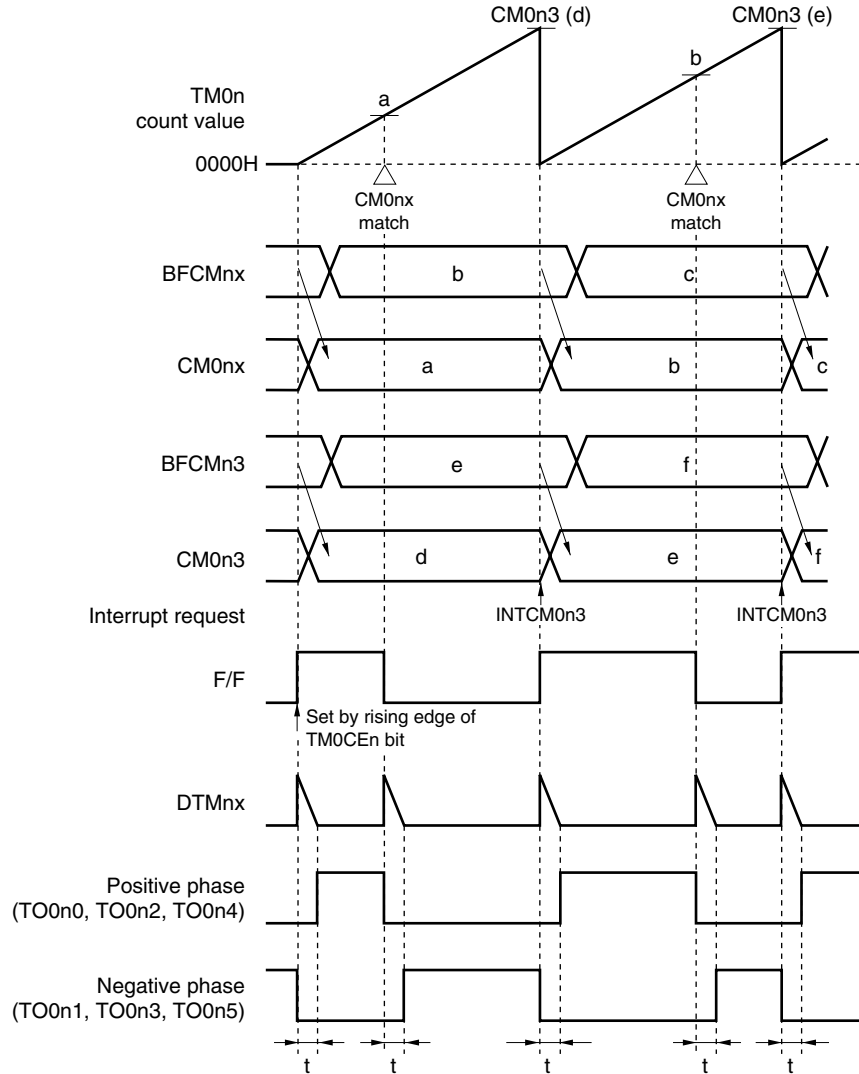 CM0n3 (d)
CM0n3 (e)
TM0n
count value
a
b
0000H
CM0nx
match
CM0nx
match
BFCMnx
b
c
CM0nx
a
b
c
BFCMn3
e
f
CM0n3
d
e
f
Interrupt request
INTCM0n3
INTCM0n3
F/F
Set by rising edge of
TM0CEn bit
DTMnx
Positive phase
(TO0n0, TO0n2, TO0n4)
Negative phase
(TO0n1, TO0n3, TO0n5)
t
t
t
t
t